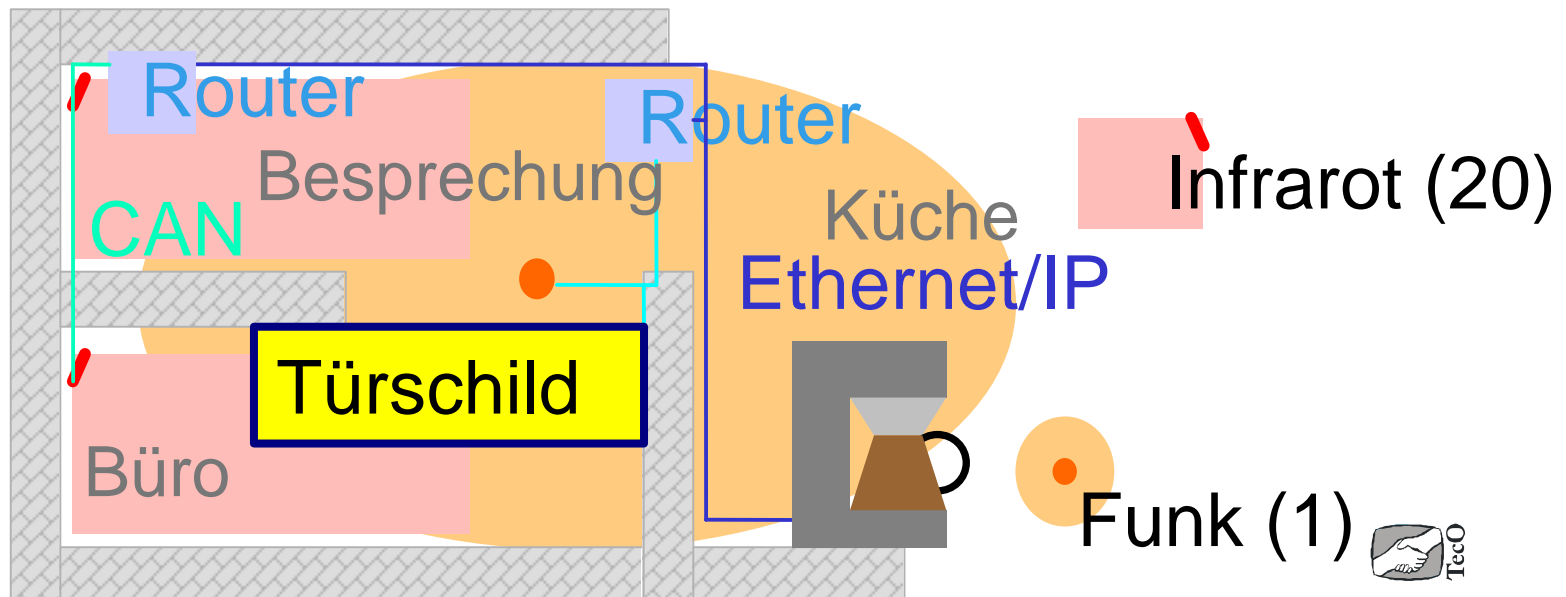 Router
Router
Besprechung
Infrarot (20)
CAN
Küche
Ethernet/IP
Türschild
Büro
Funk (1)
TecO